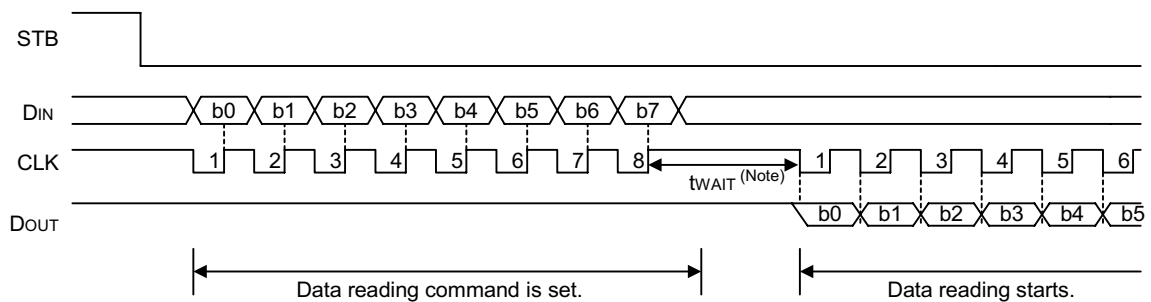 STB
DIN b0 b1 b2 b3 b4 b5 b6 b7
CLK 1 2 3 4 5 6 7 8 1 2 3 4 5 6
tWAIT (Note)
DOUT b0 b1 b2 b3 b4 b5
Data reading command is set. Data reading starts.